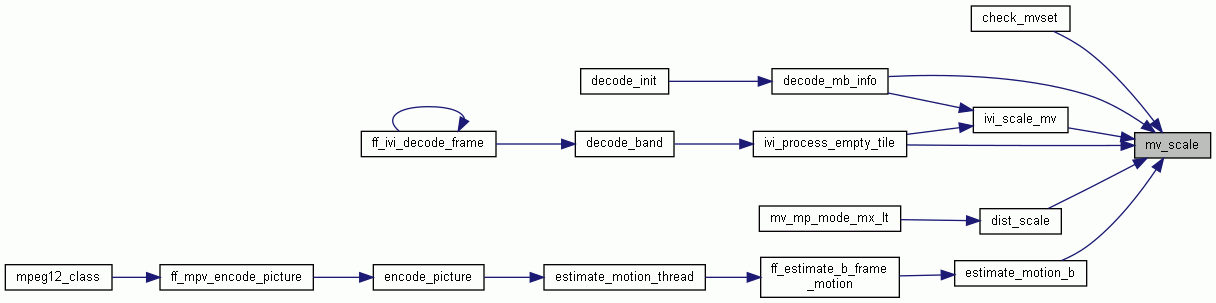 check_mvset
decode_init
decode_mb_info
ivi_scale_mv
ff_ivi_decode_frame
decode_band
ivi_process_empty_tile
mv_scale
mv_mp_mode_mx_lt
dist_scale
mpeg12_class
ff_mpv_encode_picture
encode_picture
estimate_motion_thread
ff_estimate_b_frame
_motion
estimate_motion_b